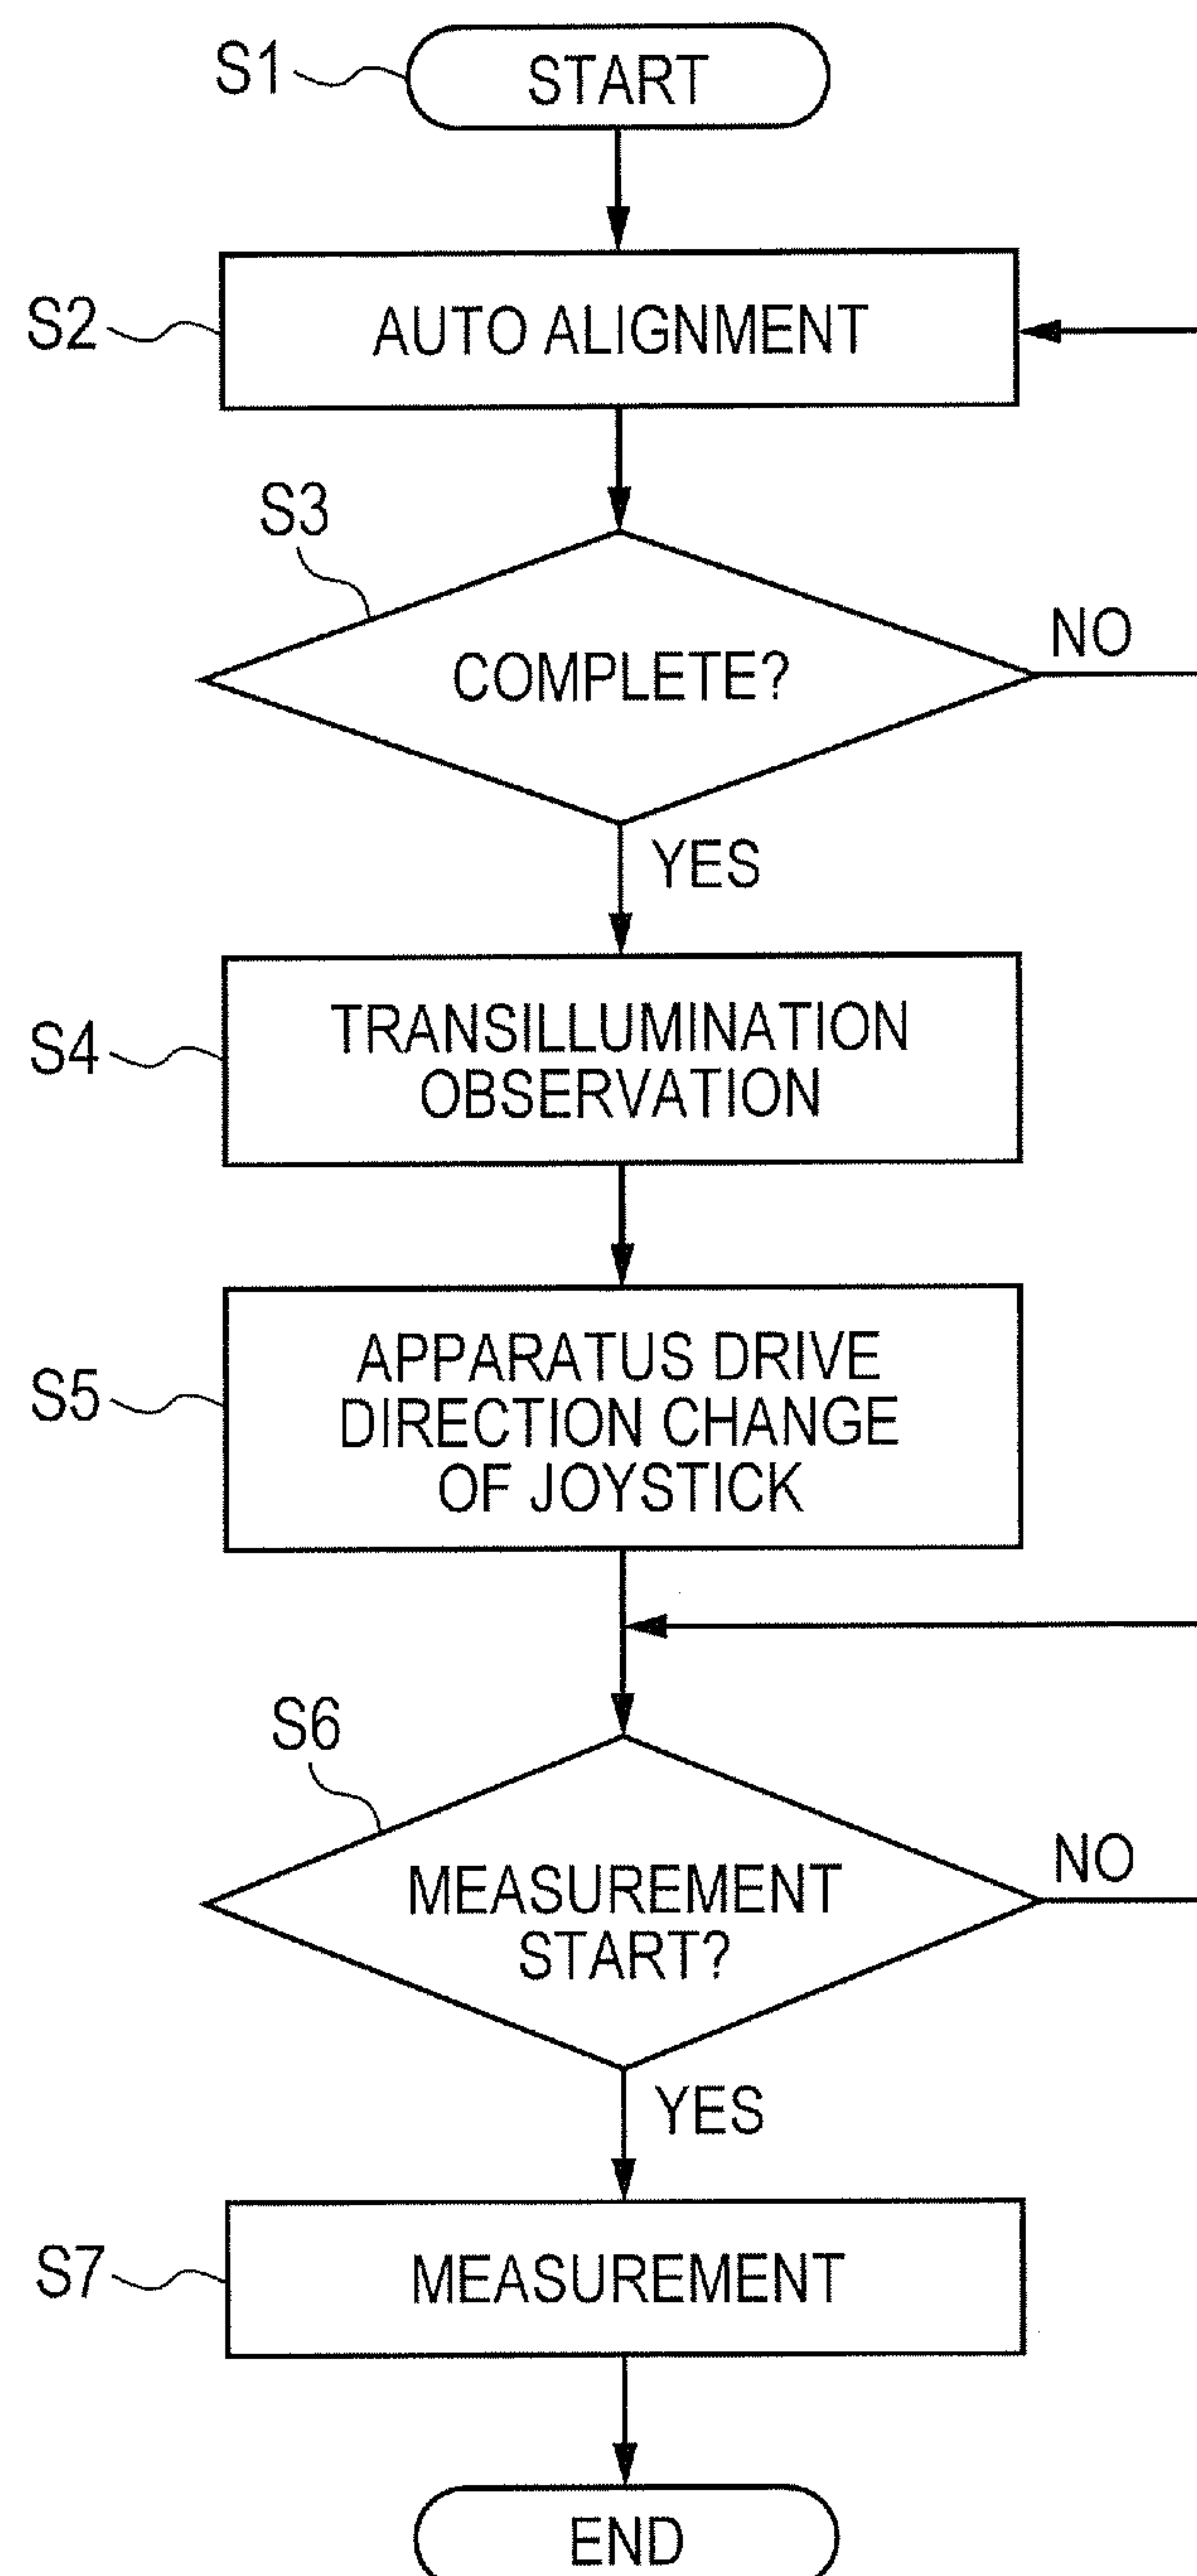 S1
START
S2
AUTO ALIGNMENT
S3
COMPLETE?
NO
YES
S4
TRANSILLUMINATION
OBSERVATION
S5
APPARATUS DRIVE
DIRECTION CHANGE
OF JOYSTICK
S6
MEASUREMENT
START?
NO
YES
S7
MEASUREMENT
END